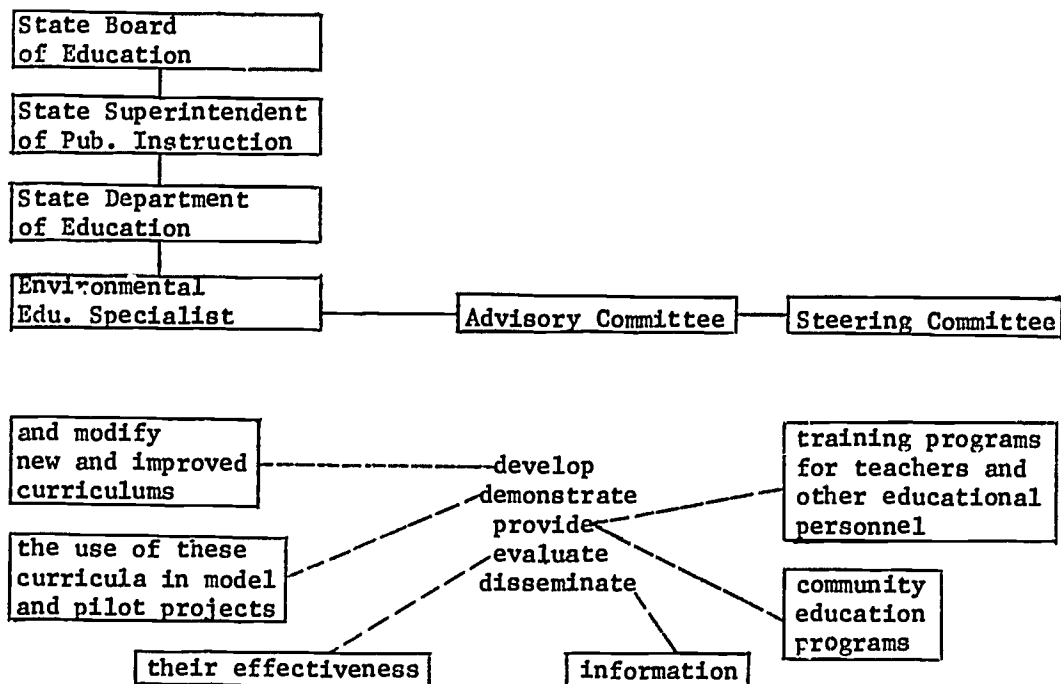 State Board
of Education
State Superintendent
of Pub. Instruction
State Department
of Education
Environmental
Edu. Specialist
Advisory Committee
Steering Committee
and modify
new and improved
curriculums
develop
demonstrate
provide
evaluate
disseminate
training programs
for teachers and
other educational
personnel
the use of these
curricula in model
and pilot projects
community
education
programs
their effectiveness
information